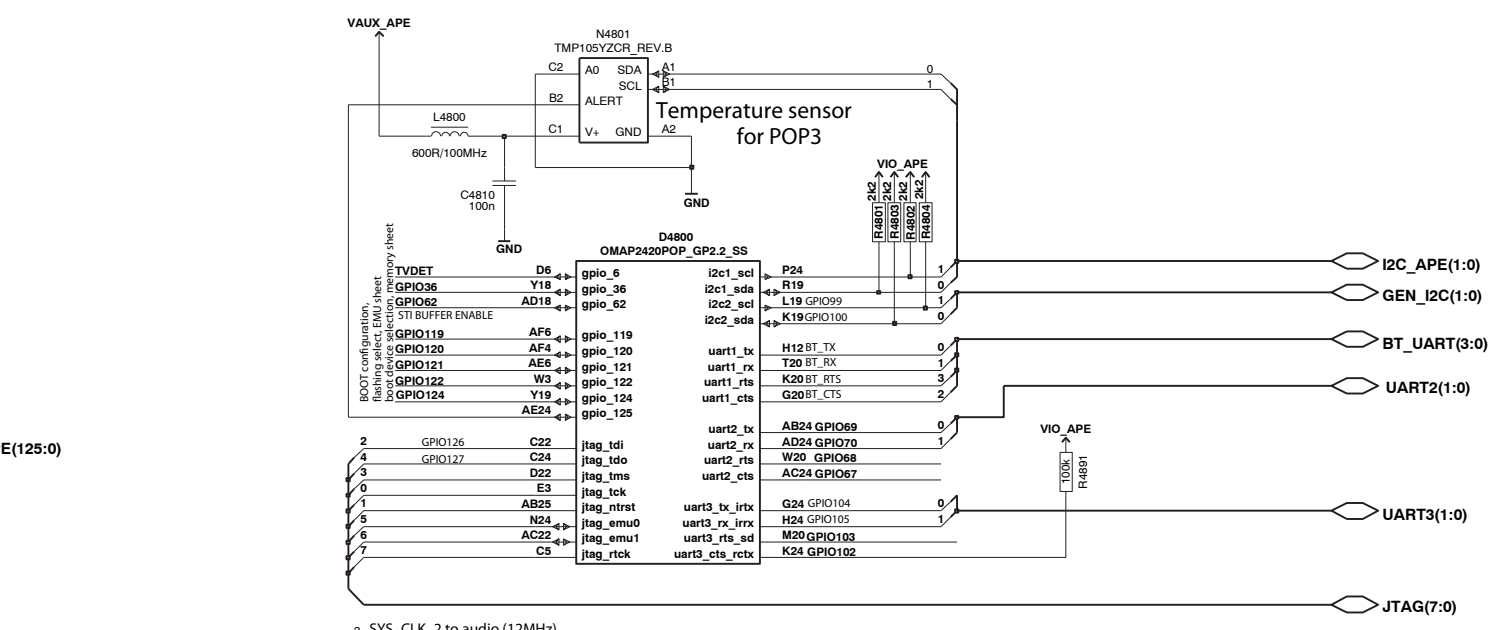 VAUX_APE
N4801
TMP105YZCR_REV.B
C2 A0 SDA A1 0
SCL B1 1
B2 ALERT
Temperature sensor
for POP3
L4800
600R/100MHz
C1 V+ GND A2
C4810
100n
GND
GND
VIO_APE
2k2 2k2 2k2 2k2
R4801 R4803 R4802 R4804
D4800
OMAP2420POP_GP2.2_SS
BOOT configuration,
flashing select, EMU sheet
boot device selection, memory sheet
TVDET D6 gpio_6 i2c1_scl P24 1
GPIO36 Y18 gpio_36 i2c1_sda R19 0
GPIO62 AD18 gpio_62 i2c2_scl L19 GPIO99 1
STI BUFFER ENABLE
i2c2_sda K19 GPIO100 0
GPIO119 AF6 gpio_119
GPIO120 AF4 gpio_120 uart1_tx H12 BT_TX 0
GPIO121 AE6 gpio_121 uart1_rx T20 BT_RX 1
GPIO122 W3 gpio_122 uart1_rts K20 BT_RTS 3
GPIO124 Y19 gpio_124 uart1_cts G20 BT_CTS 2
AE24 gpio_125
uart2_tx AB24 GPIO69 0
2 GPIO126 C22 jtag_tdi uart2_rx AD24 GPIO70 1
4 GPIO127 C24 jtag_tdo uart2_rts W20 GPIO68
3 D22 jtag_tms uart2_cts AC24 GPIO67
0 E3 jtag_tck
1 AB25 jtag_ntrst uart3_tx_irtx G24 GPIO104 0
5 N24 jtag_emu0 uart3_rx_irrx H24 GPIO105 1
6 AC22 jtag_emu1 uart3_rts_sd M20 GPIO103
7 C5 jtag_rtck uart3_cts_rctx K24 GPIO102
VIO_APE
100k
R4891
I2C_APE(1:0)
GEN_I2C(1:0)
BT_UART(3:0)
UART2(1:0)
UART3(1:0)
JTAG(7:0)
E(125:0)
SYS_CLK_2 to audio (12MHz)